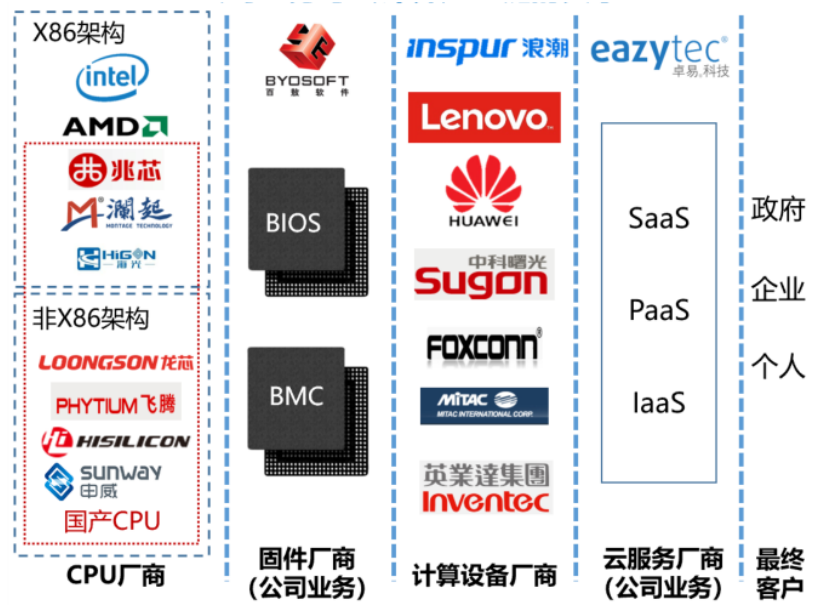 X86架构
intel
AMD
兆芯
M
澜起
MONTAGE TECHNOLOGY
HiGON
海光
非X86架构
LOONGSON龙芯
PHYTIUM飞腾
HISILICON
SUNWAY
申威
国产CPU
CPU厂商
BYOSOFT
百敖软件
BIOS
BMC
固件厂商
(公司业务)
inspur 浪潮
Lenovo
HUAWEI
中科曙光
Sugon
FOXCONN®
MiTAC
MITAC INTERNATIONAL CORP.
英業達集團
Inventec
计算设备厂商
eazytec®
卓易科技
SaaS
PaaS
IaaS
云服务厂商
(公司业务)
政府
企业
个人
最终
客户